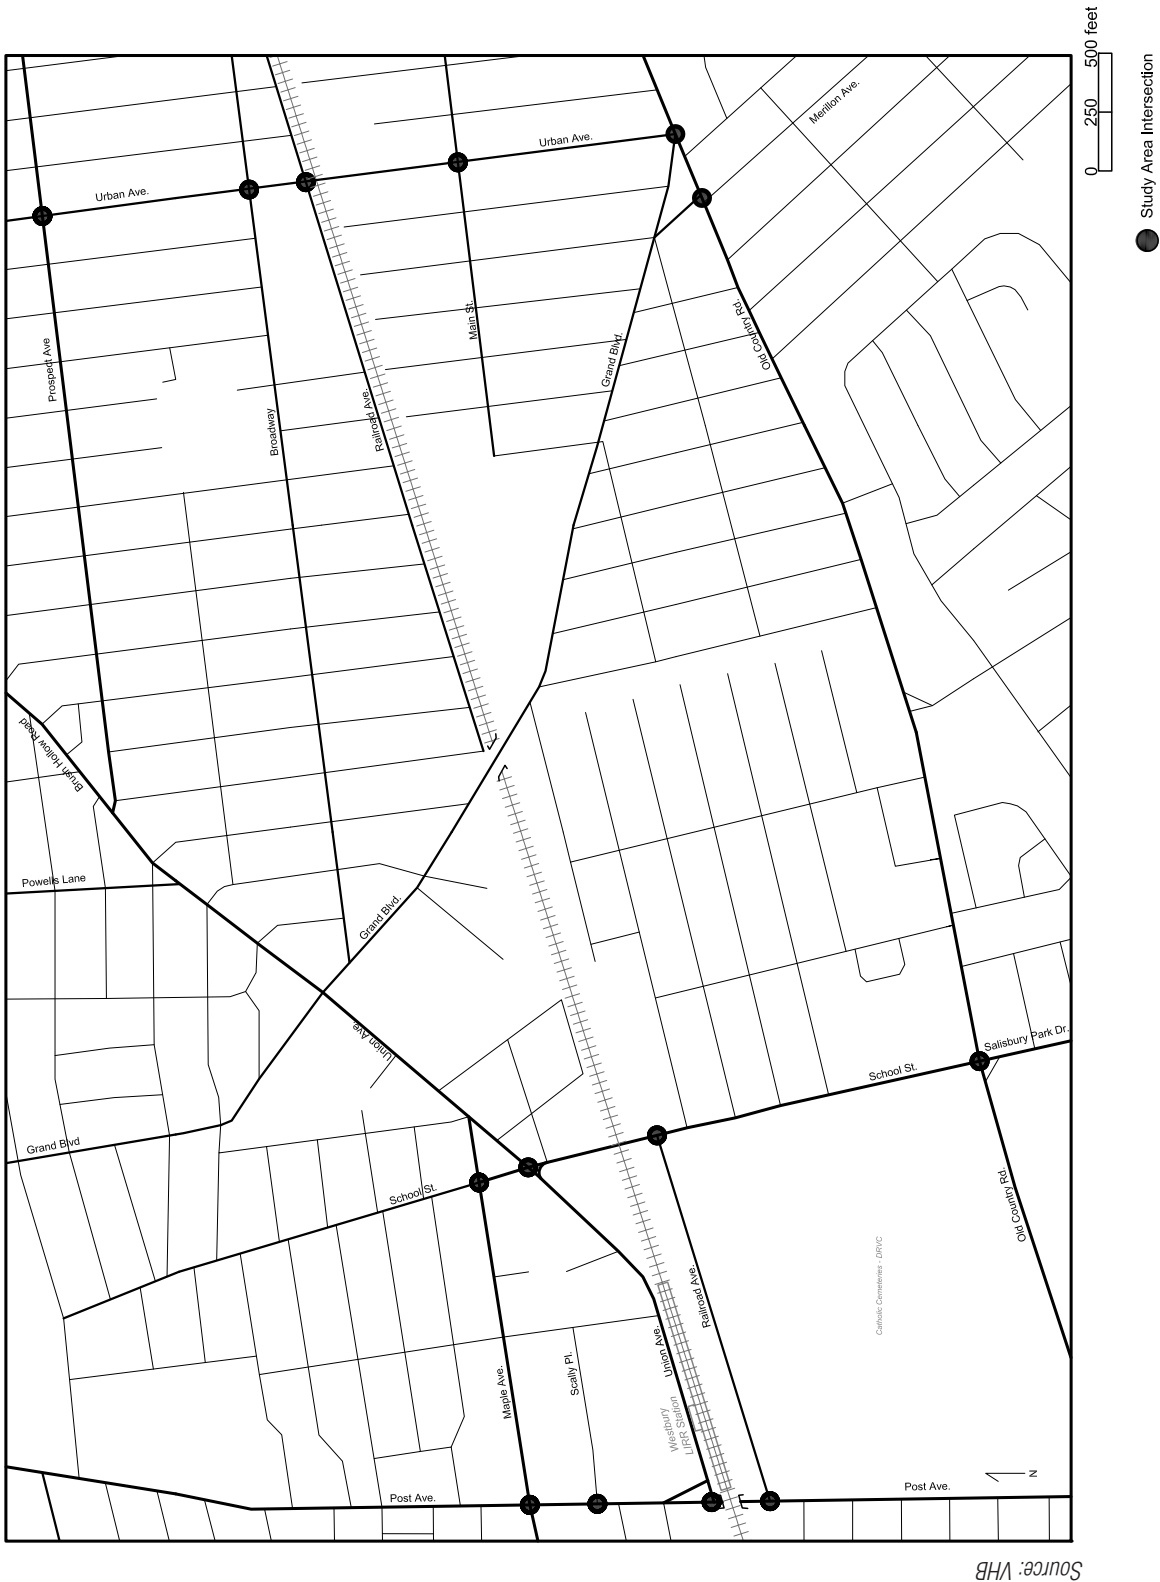 0 250 500 feet
Study Area Intersection
Merillon Ave.
Urban Ave.
Urban Ave.
Prospect Ave
Broadway
Railroad Ave.
Main St.
Grand Blvd.
Old Country Rd.
Brush Hollow Road
Powells Lane
Grand Blvd.
Union Ave.
Grand Blvd
School St.
School St.
Salisbury Park Dr.
Old Country Rd.
Catholic Cemeteries - DRVC
Railroad Ave.
Union Ave.
Maple Ave.
Scally Pl.
Westbury
LIRR Station
Post Ave.
Post Ave.
N
Source: VHB